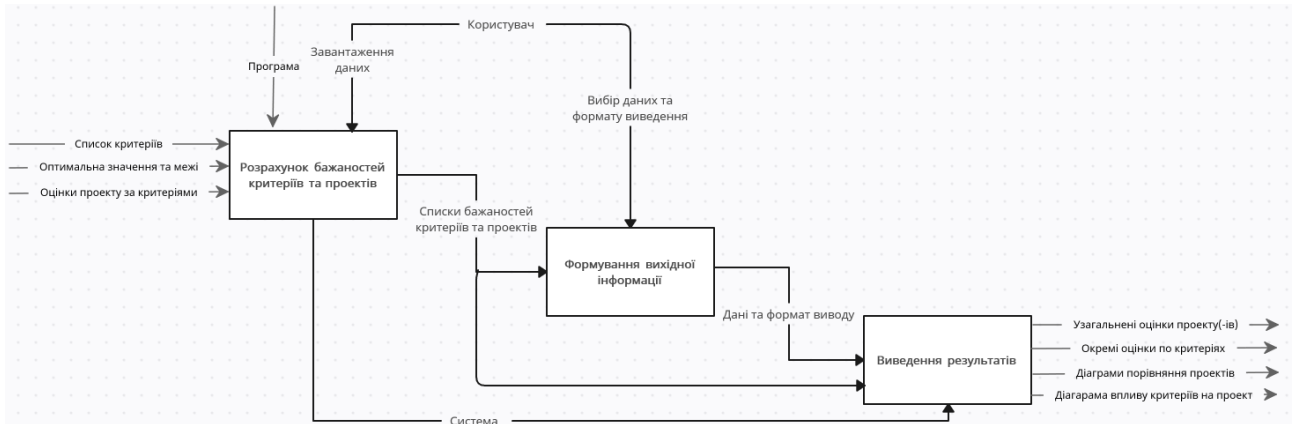 Користувач
Завантаження
даних
Програма
Вибір даних та
формату виведення
Список критеріїв
Оптимальна значення та межі
Оцінки проекту за критеріями
Розрахунок бажаностей
критеріїв та проектів
Списки бажаностей
критеріїв та проектів
Формування вихідної
інформації
Дані та формат виводу
Виведення результатів
Узагальнені оцінки проекту(-ів)
Окремі оцінки по критеріях
Діаграми порівняння проектів
Діагарама впливу критеріїв на проект
Система